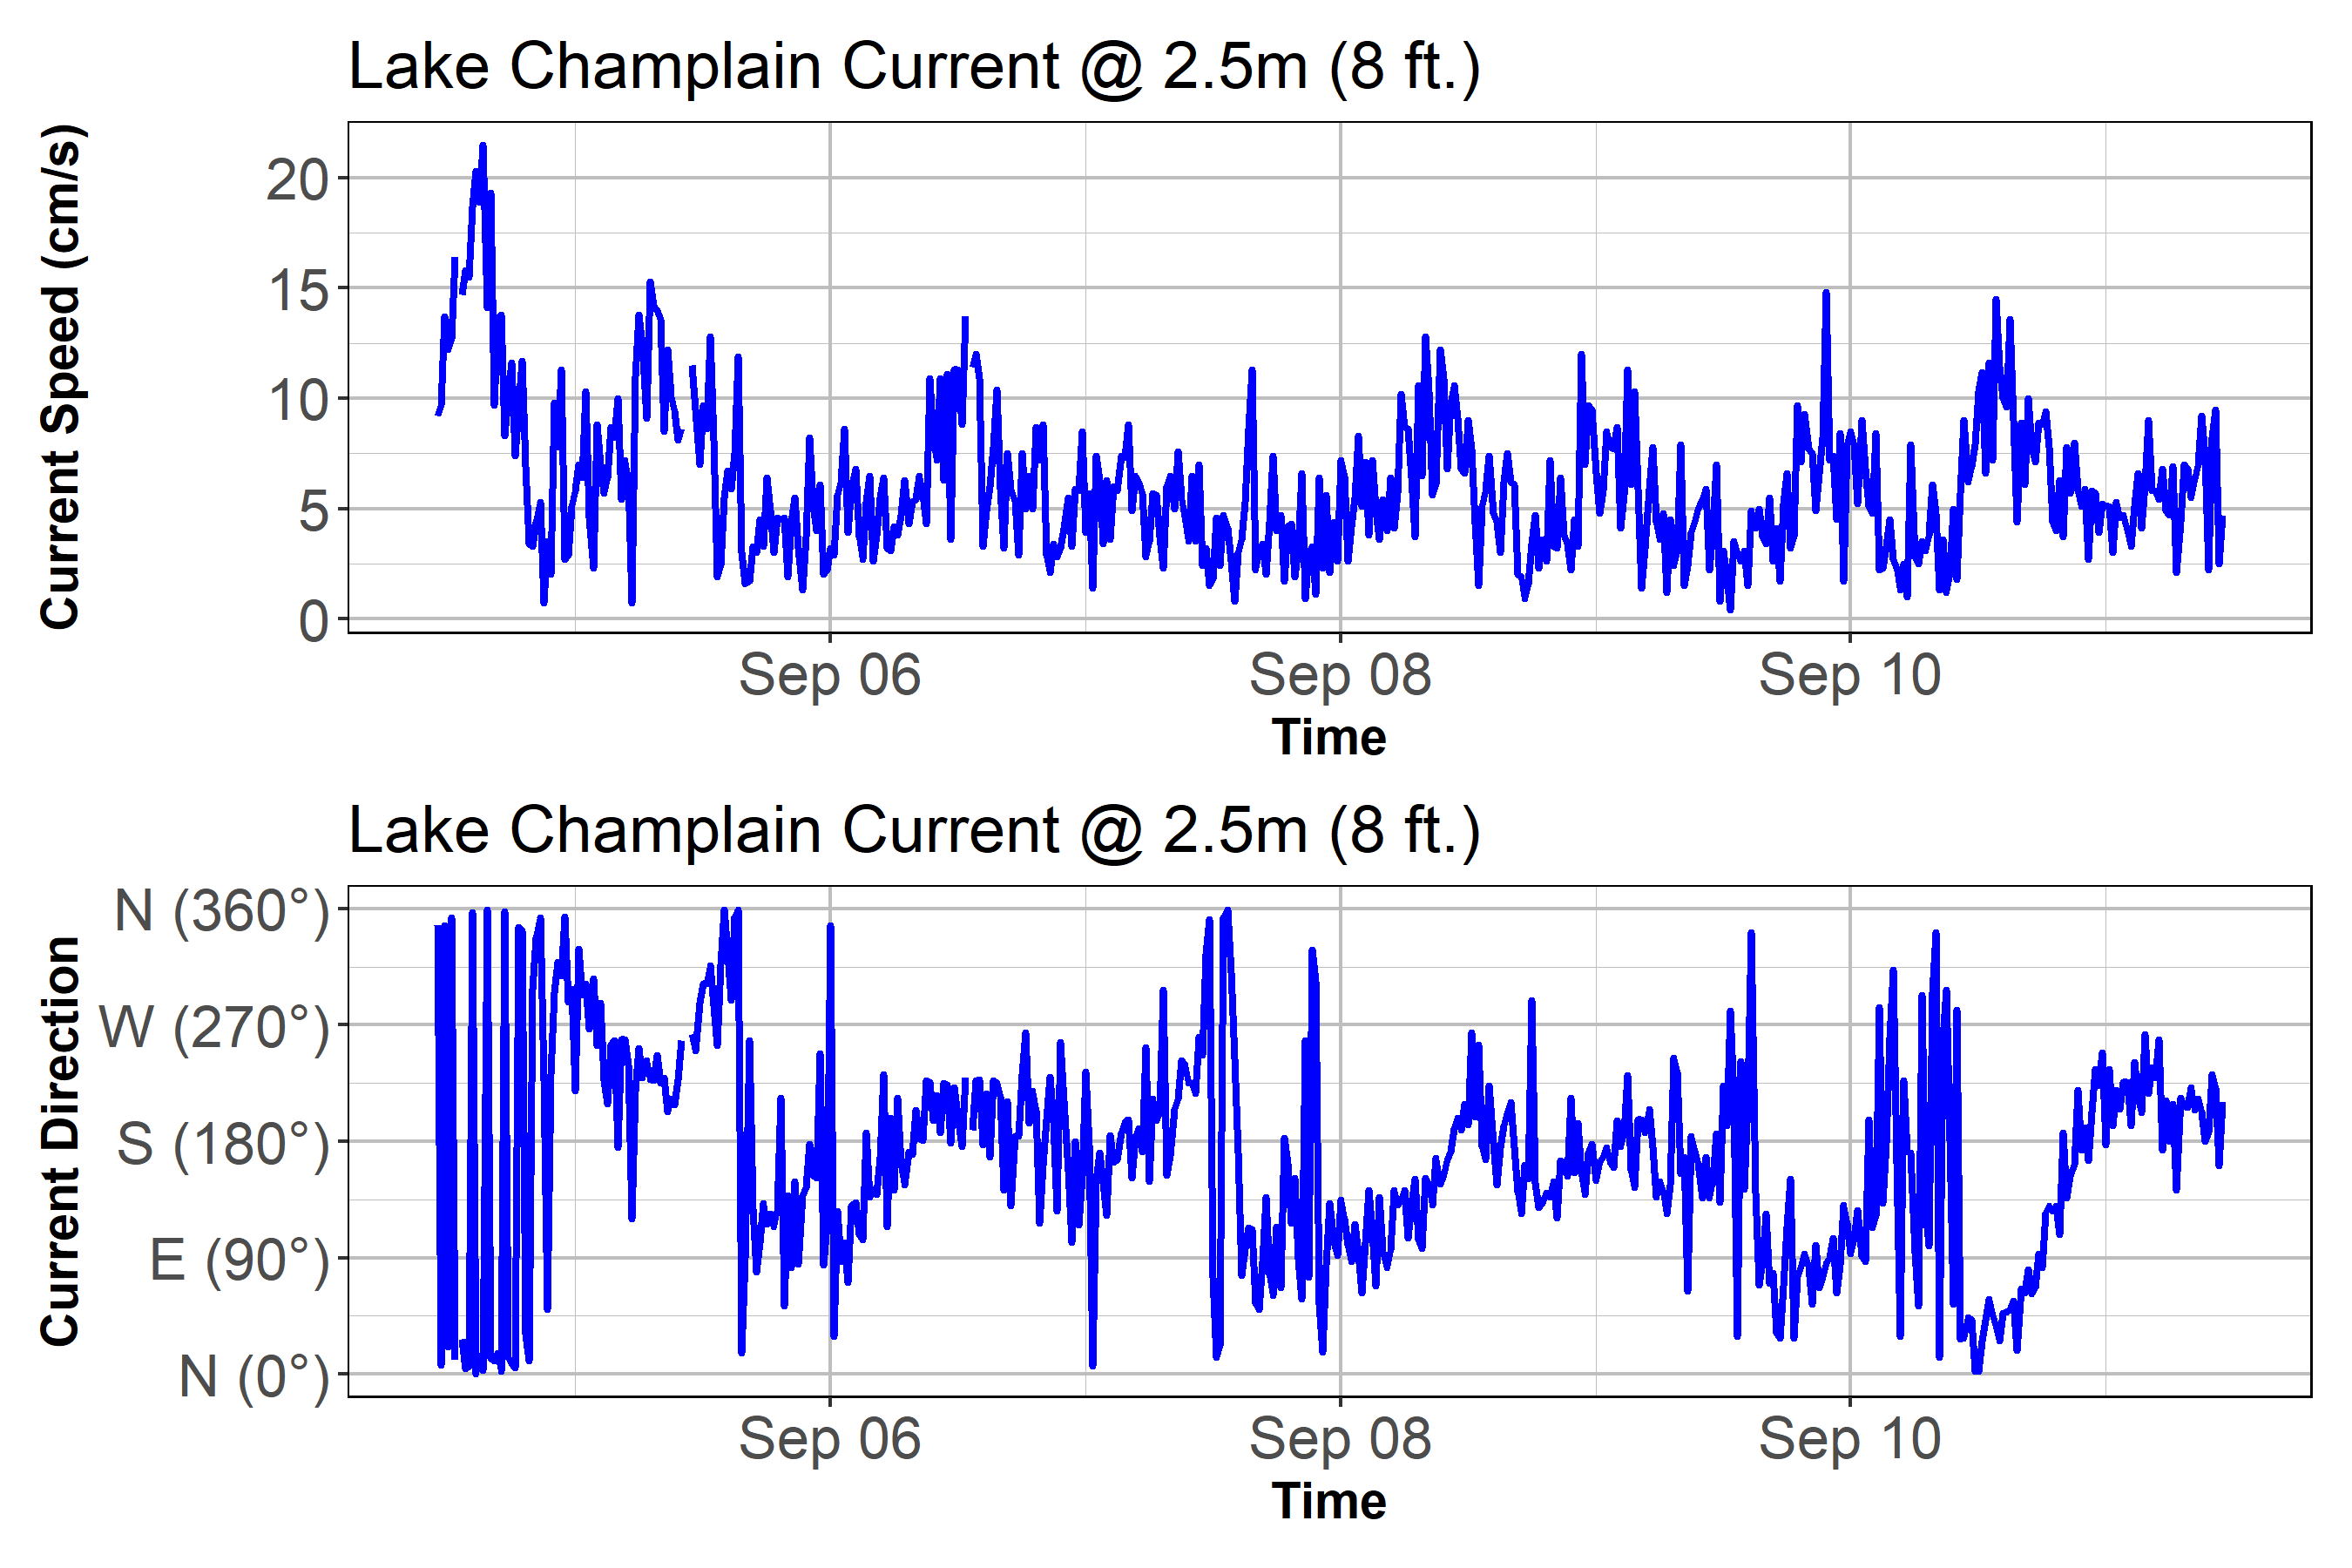 Lake Champlain Current @ 2.5m (8 ft.)
Current Speed (cm/s)
20
15
10
5
0
Sep 06 Sep 08 Sep 10
Time
Lake Champlain Current @ 2.5m (8 ft.)
Current Direction
N (360°)
W (270°)
S (180°)
E (90°)
N (0°)
Sep 06 Sep 08 Sep 10
Time